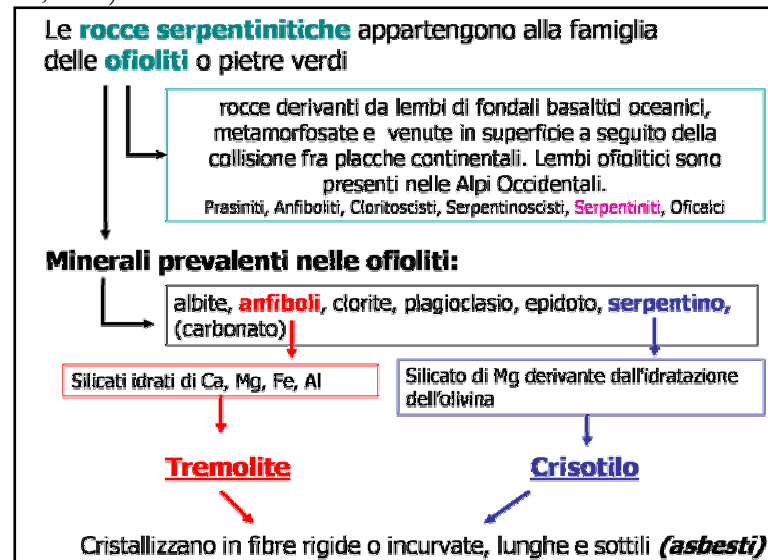 Le rocce serpentinitiche appartengono alla famiglia
delle ofioliti o pietre verdi
rocce derivanti da lembi di fondali basaltici oceanici,
metamorfosate e venute in superficie a seguito della
collisione fra placche continentali. Lembi ofiolitici sono
presenti nelle Alpi Occidentali.
Prasiniti, Anfiboliti, Cloritoscisti, Serpentinoscisti, Serpentiniti, Oficalci
Minerali prevalenti nelle ofioliti:
albite, anfiboli, clorite, plagioclasio, epidoto, serpentino,
(carbonato)
Silicati idrati di Ca, Mg, Fe, Al
Silicato di Mg derivante dall'idratazione
dell'olivina
Tremolite
Crisotilo
Cristallizzano in fibre rigide o incurvate, lunghe e sottili (asbesti)